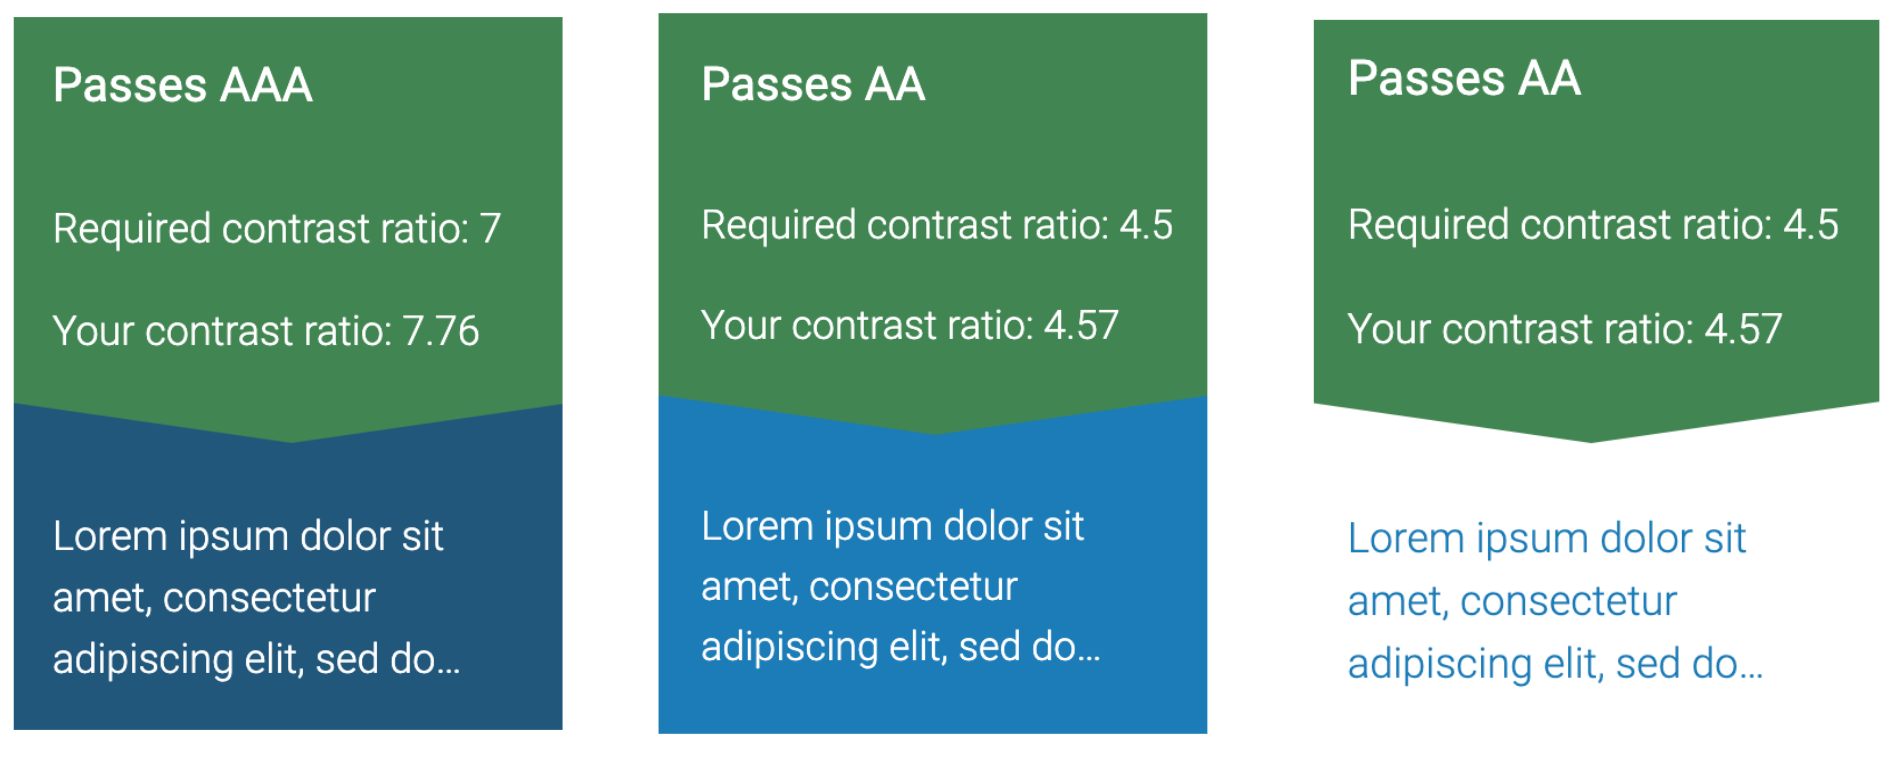 Passes AAA
Required contrast ratio: 7
Your contrast ratio: 7.76
Lorem ipsum dolor sit
amet, consectetur
adipiscing elit, sed do...
Passes AA
Required contrast ratio: 4.5
Your contrast ratio: 4.57
Lorem ipsum dolor sit
amet, consectetur
adipiscing elit, sed do...
Passes AA
Required contrast ratio: 4.5
Your contrast ratio: 4.57
Lorem ipsum dolor sit
amet, consectetur
adipiscing elit, sed do...